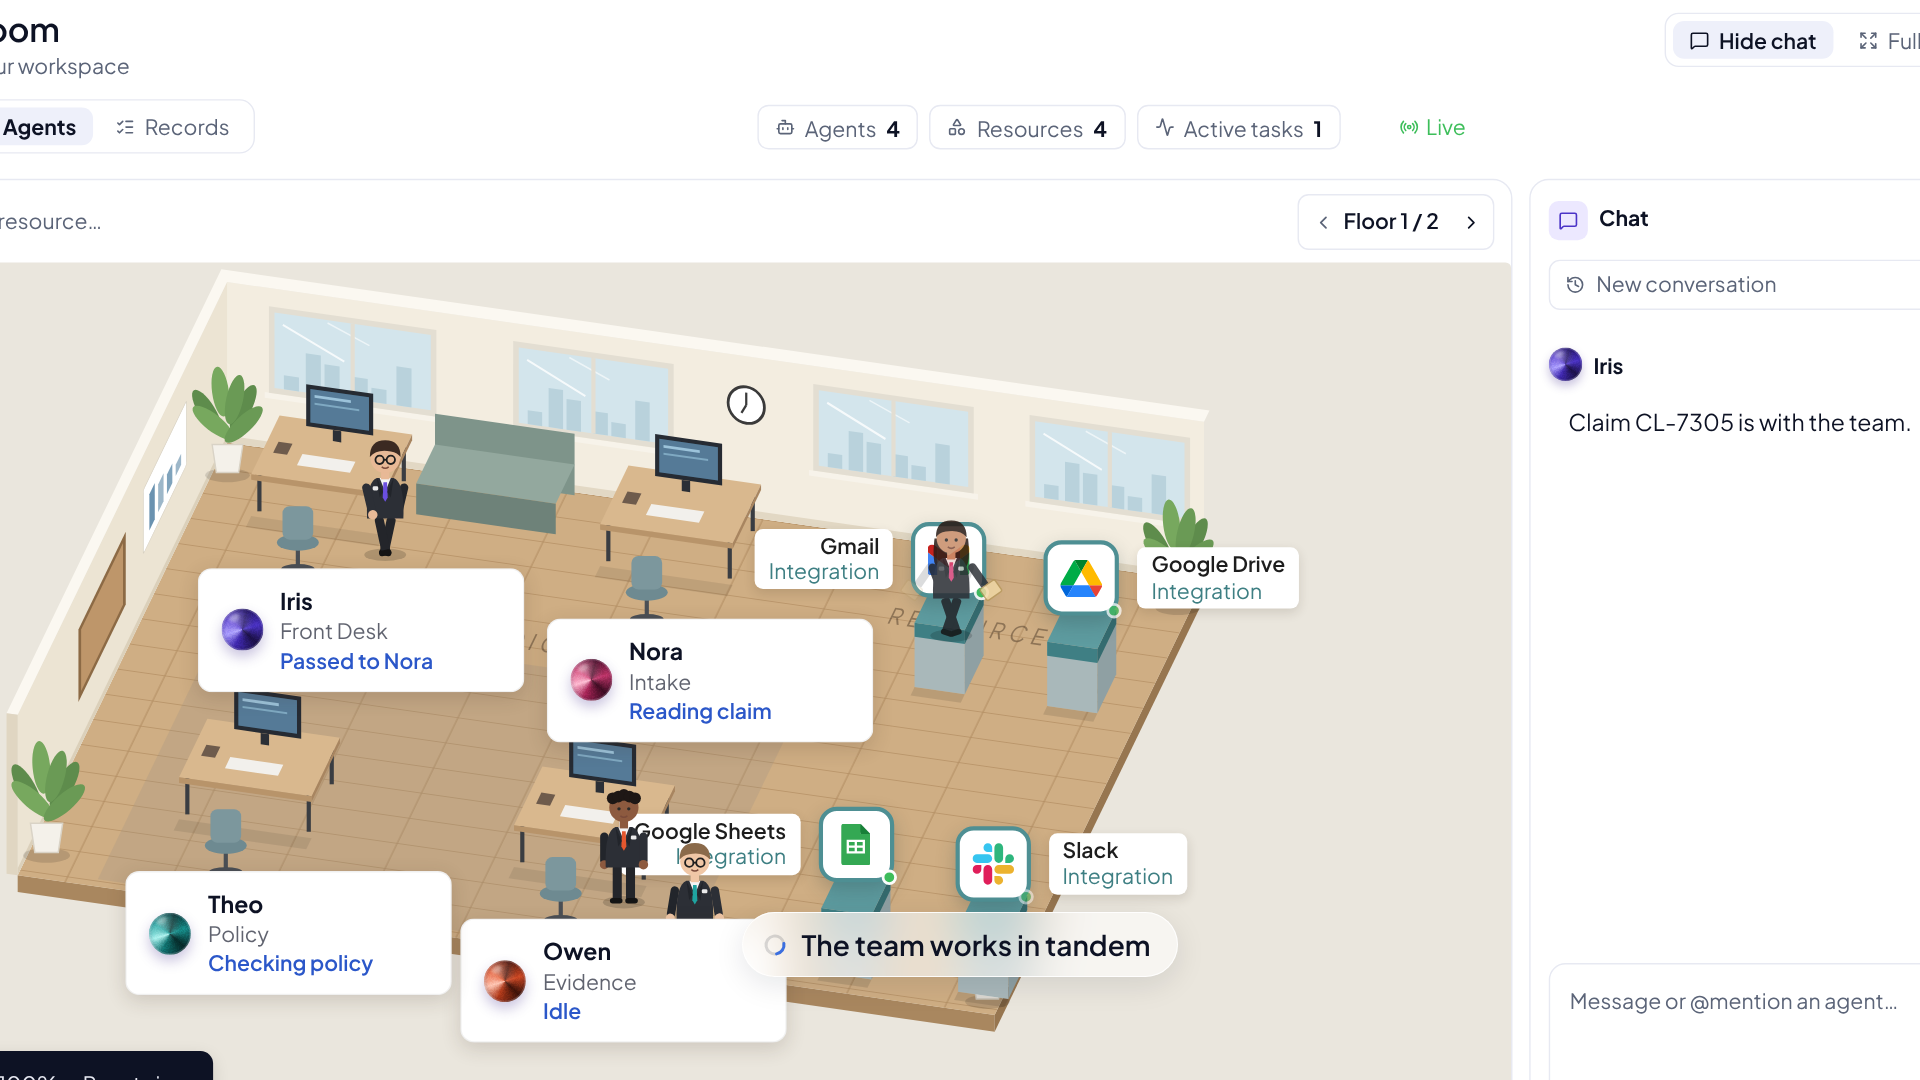 oom
ur workspace
Hide chat
Full
Agents
Records
Agents 4
Resources 4
Active tasks 1
Live
resource...
Floor 1 / 2
Chat
New conversation
Iris
Claim CL-7305 is with the team.
Gmail
Integration
Google Drive
Integration
Iris
Front Desk
Passed to Nora
Nora
Intake
Reading claim
Google Sheets
Integration
Slack
Integration
Theo
Policy
Checking policy
Owen
Evidence
Idle
The team works in tandem
Message or @mention an agent...
100%